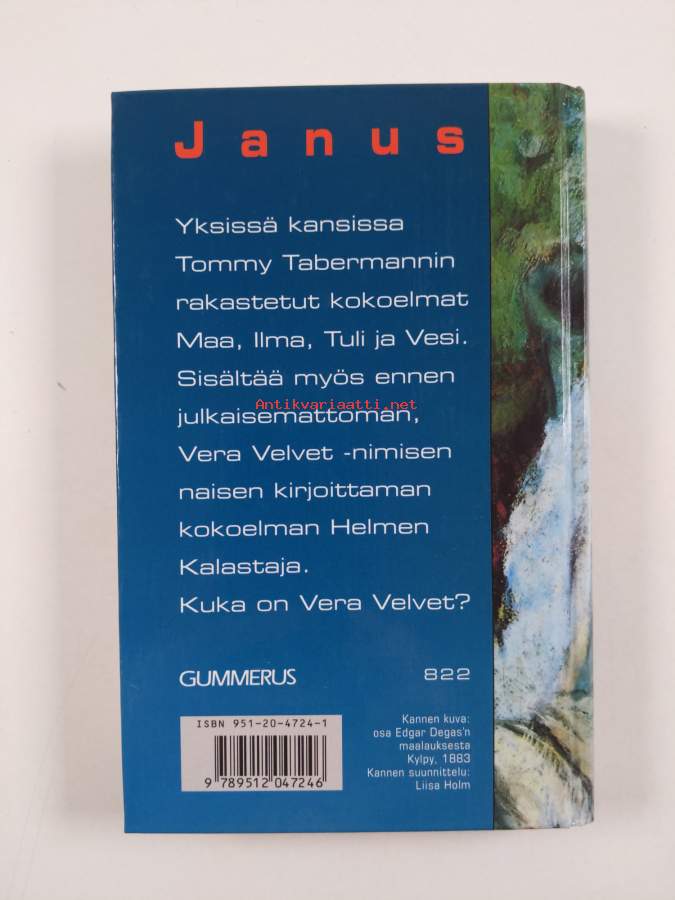 Janus
Yksissä kansissa
Tommy Tabermannin
rakastetut kokoelmat
Maa, Ilma, Tuli ja Vesi.
Sisältää myös ennen
Antikvariaatti.net
julkaisemattoman,
Vera Velvet -nimisen
naisen kirjoittaman
kokoelman Helmen
Kalastaja.
Kuka on Vera Velvet?
GUMMERUS 822
ISBN 951-20-4724-1
9 789512 047246
Kannen kuva:
osa Edgar Degas'n
maalauksesta
Kylpy, 1883
Kannen suunnittelu:
Liisa Holm